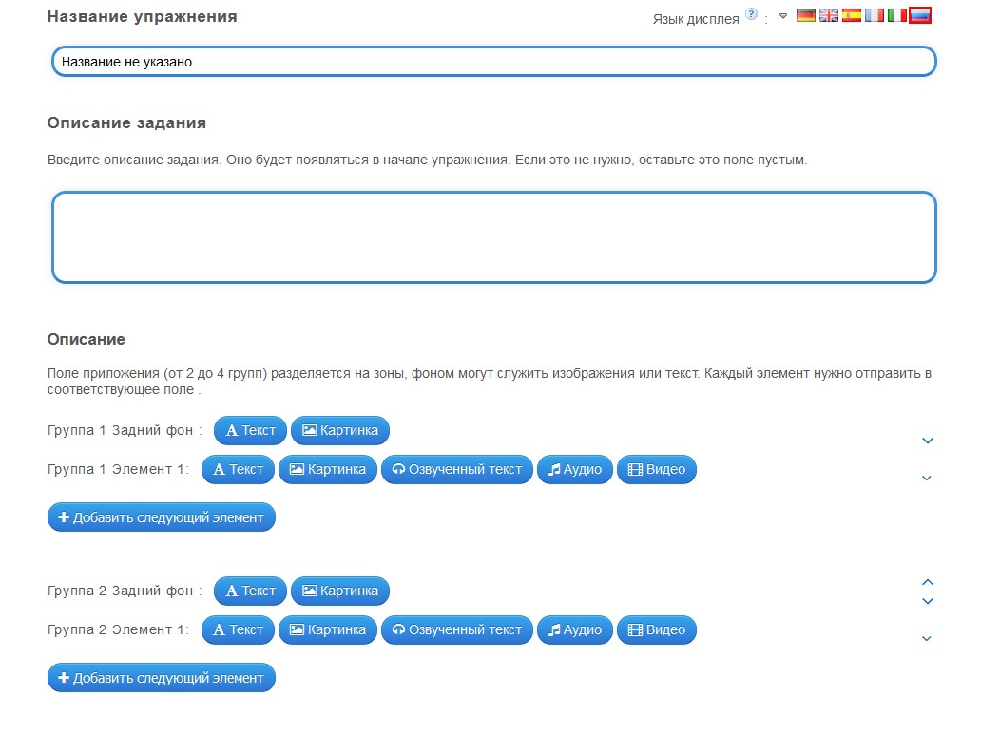 Название упражнения
Язык дисплея ? :
Название не указано
Описание задания
Введите описание задания. Оно будет появляться в начале упражнения. Если это не нужно, оставьте это поле пустым.
Описание
Поле приложения (от 2 до 4 групп) разделяется на зоны, фоном могут служить изображения или текст. Каждый элемент нужно отправить в
соответствующее поле .
Группа 1 Задний фон : A Текст Картинка
Группа 1 Элемент 1: A Текст Картинка Озвученный текст Аудио Видео
+ Добавить следующий элемент
Группа 2 Задний фон : A Текст Картинка
Группа 2 Элемент 1: A Текст Картинка Озвученный текст Аудио Видео
+ Добавить следующий элемент